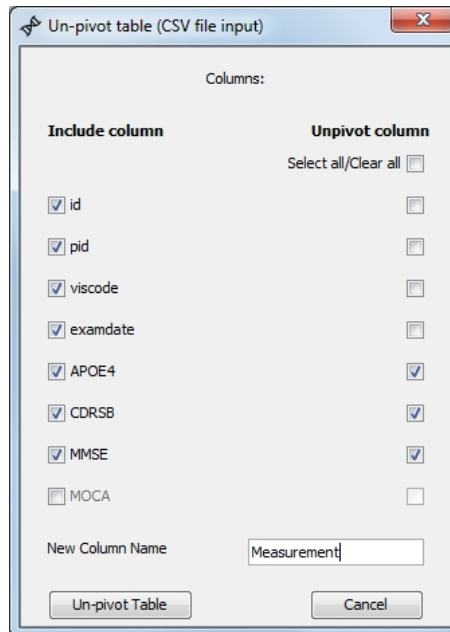 Un-pivot table (CSV file input)
Columns:
Include column Unpivot column
Select all/Clear all
id
pid
viscode
examdate
APOE4
CDRSB
MMSE
MOCA
New Column Name Measurement
Un-pivot Table Cancel